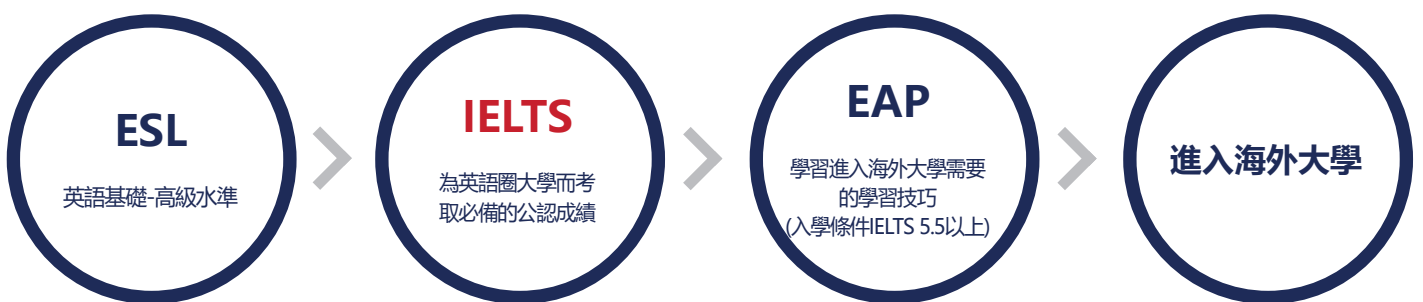 ESL
英語基礎-高級水準
IELTS
為英語圈大學而考
取必備的公認成績
EAP
學習進入海外大學需要
的學習技巧
(入學條件IELTS 5.5以上)
進入海外大學